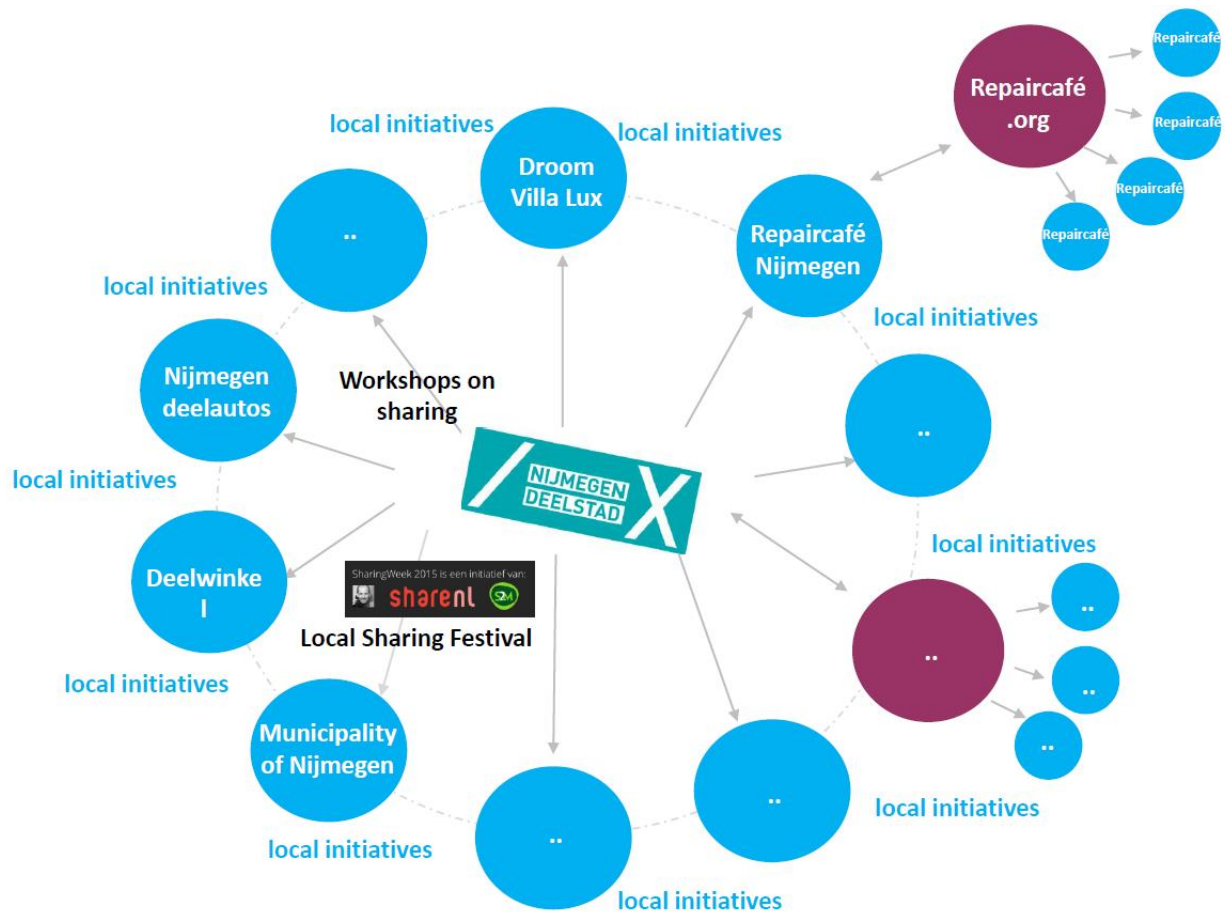 Repaircafé
Repaircafé
.org
Repaircafé
Repaircafé
Repaircafé
local initiatives
local initiatives
Droom
Villa Lux
..
Repaircafé
Nijmegen
local initiatives
local initiatives
Nijmegen
deelautos
Workshops on
sharing
..
NIJMEGEN
DEELSTAD
X
local initiatives
local initiatives
Deelwinke
l
SharingWeek 2015 is een initiatief van:
sharenl
S2M
Local Sharing Festival
..
..
..
..
local initiatives
Municipality
of Nijmegen
..
..
local initiatives
local initiatives
local initiatives